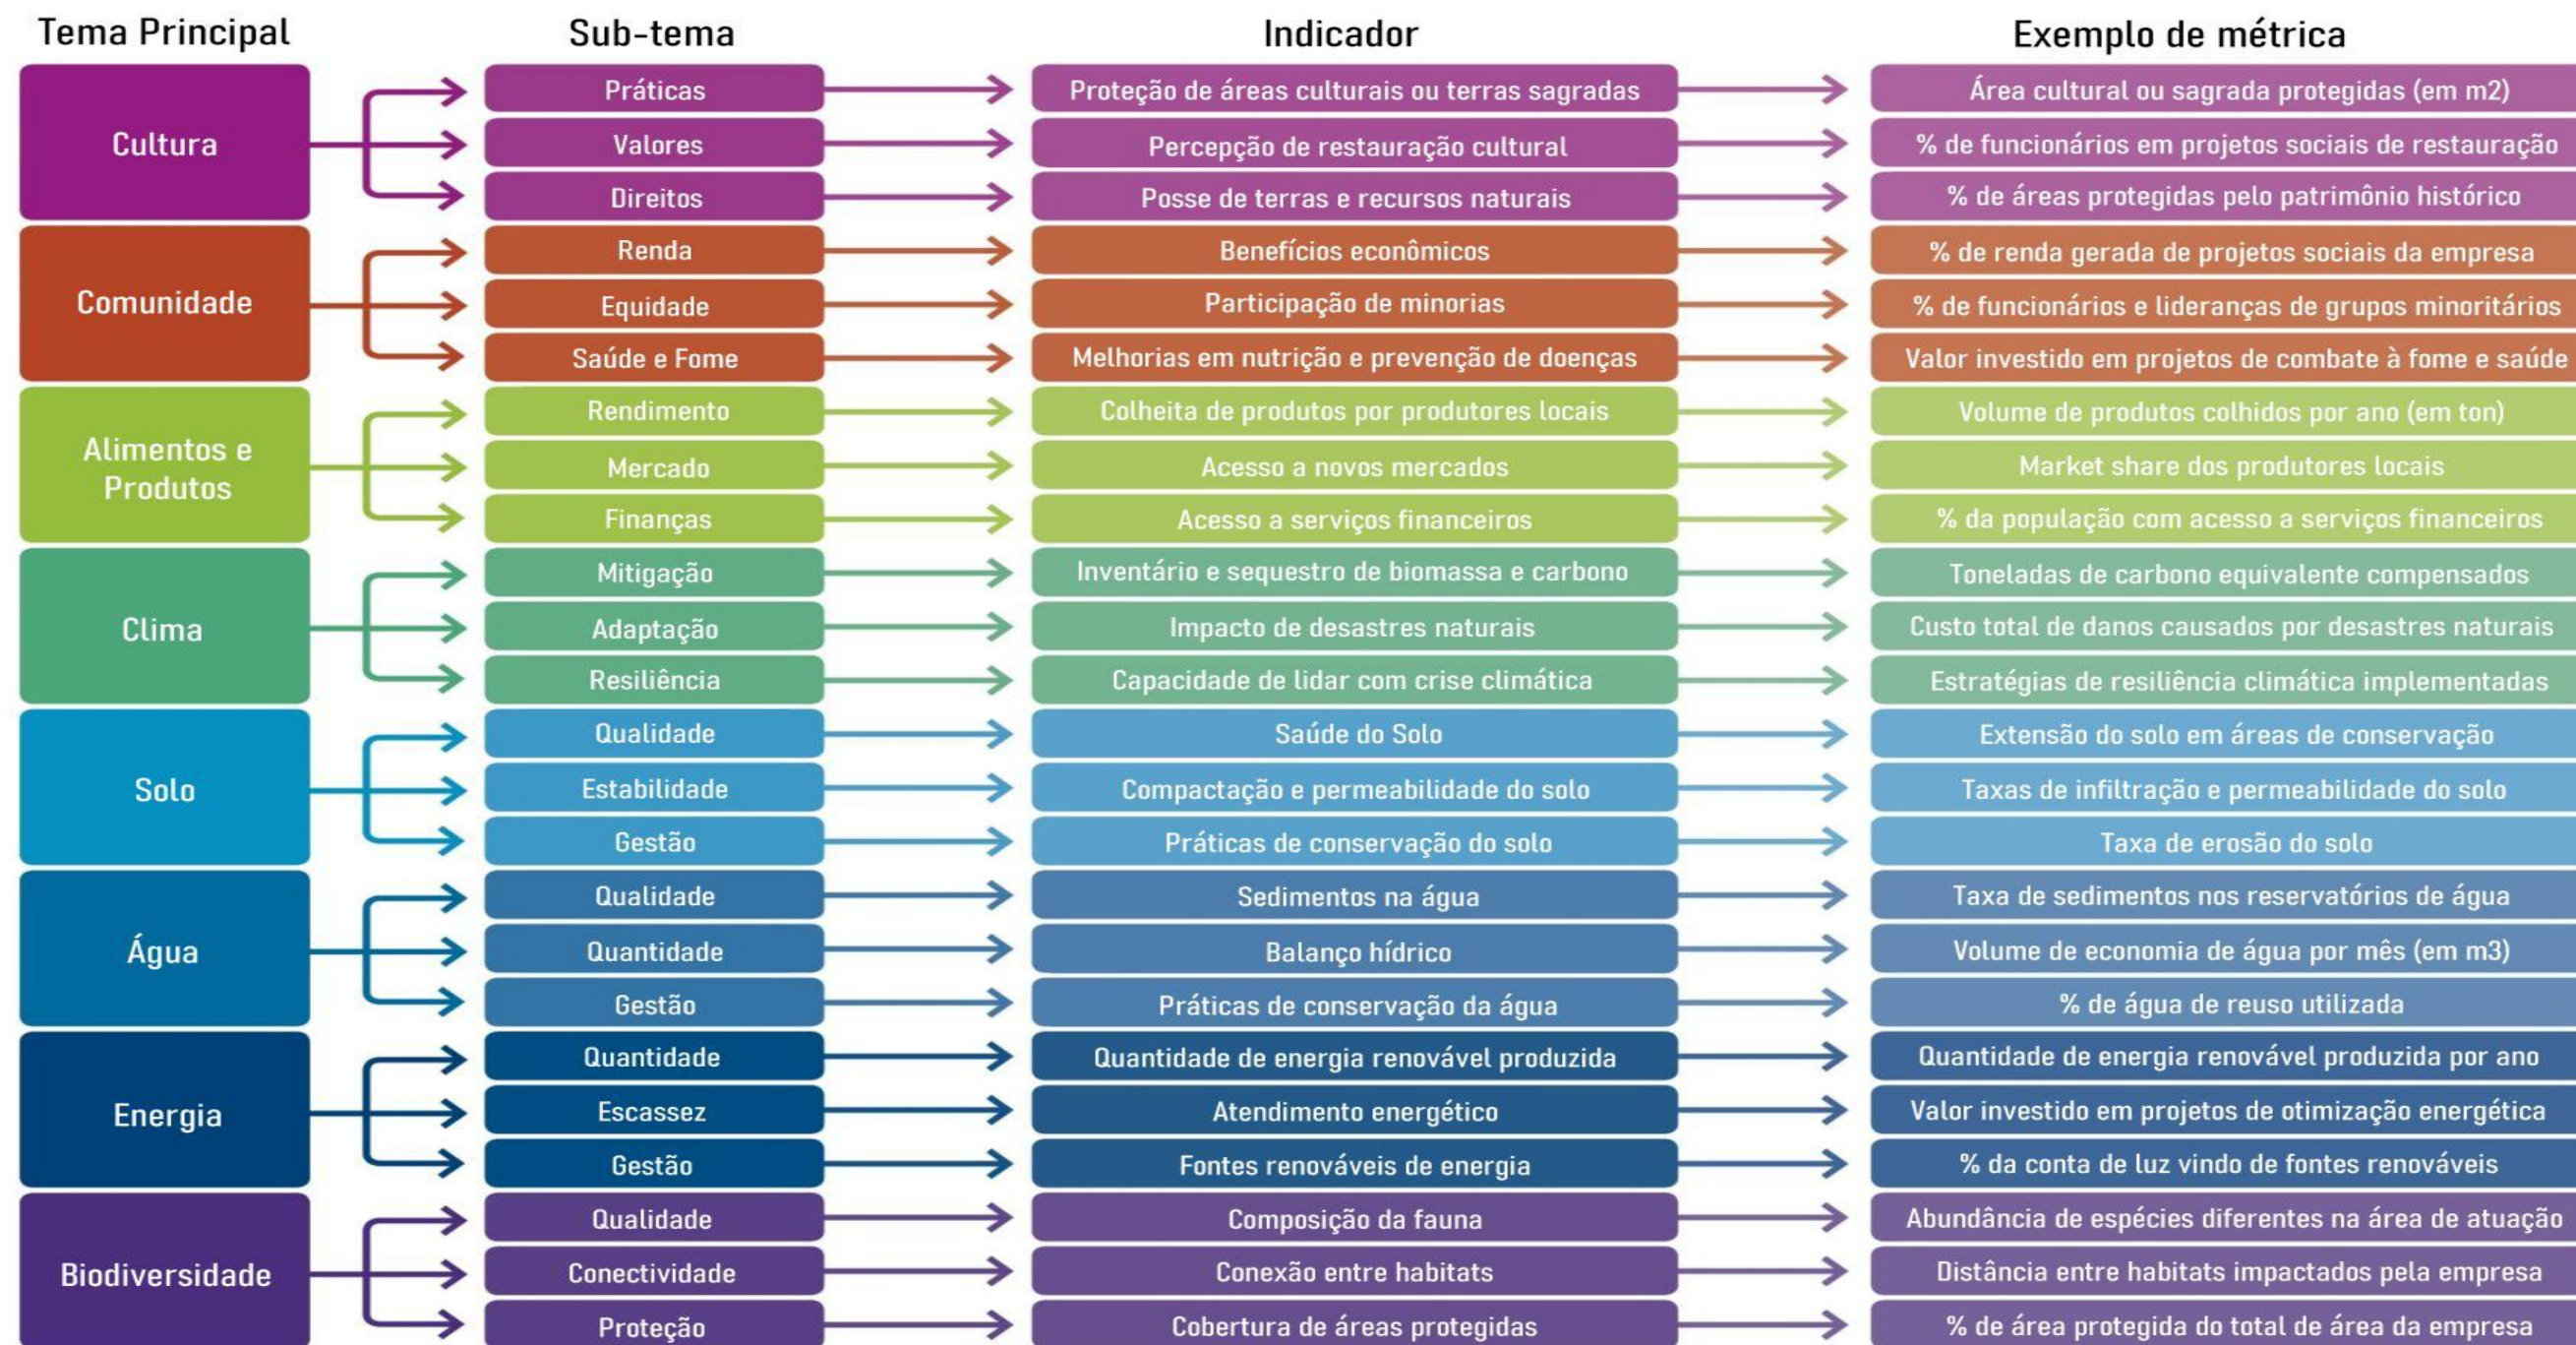 Tema Principal
Sub-tema
Indicador
Exemplo de métrica
Cultura
Práticas
Proteção de áreas culturais ou terras sagradas
Área cultural ou sagrada protegidas (em m2)
Valores
Percepção de restauração cultural
% de funcionários em projetos sociais de restauração
Direitos
Posse de terras e recursos naturais
% de áreas protegidas pelo patrimônio histórico
Comunidade
Renda
Benefícios econômicos
% de renda gerada de projetos sociais da empresa
Equidade
Participação de minorias
% de funcionários e lideranças de grupos minoritários
Saúde e Fome
Melhorias em nutrição e prevenção de doenças
Valor investido em projetos de combate à fome e saúde
Alimentos e
Produtos
Rendimento
Colheita de produtos por produtores locais
Volume de produtos colhidos por ano (em ton)
Mercado
Acesso a novos mercados
Market share dos produtores locais
Finanças
Acesso a serviços financeiros
% da população com acesso a serviços financeiros
Clima
Mitigação
Inventário e sequestro de biomassa e carbono
Toneladas de carbono equivalente compensados
Adaptação
Impacto de desastres naturais
Custo total de danos causados por desastres naturais
Resiliência
Capacidade de lidar com crise climática
Estratégias de resiliência climática implementadas
Solo
Qualidade
Saúde do Solo
Extensão do solo em áreas de conservação
Estabilidade
Compactação e permeabilidade do solo
Taxas de infiltração e permeabilidade do solo
Gestão
Práticas de conservação do solo
Taxa de erosão do solo
Água
Qualidade
Sedimentos na água
Taxa de sedimentos nos reservatórios de água
Quantidade
Balanço hídrico
Volume de economia de água por mês (em m3)
Gestão
Práticas de conservação da água
% de água de reuso utilizada
Energia
Quantidade
Quantidade de energia renovável produzida
Quantidade de energia renovável produzida por ano
Escassez
Atendimento energético
Valor investido em projetos de otimização energética
Gestão
Fontes renováveis de energia
% da conta de luz vindo de fontes renováveis
Biodiversidade
Qualidade
Composição da fauna
Abundância de espécies diferentes na área de atuação
Conectividade
Conexão entre habitats
Distância entre habitats impactados pela empresa
Proteção
Cobertura de áreas protegidas
% de área protegida do total de área da empresa